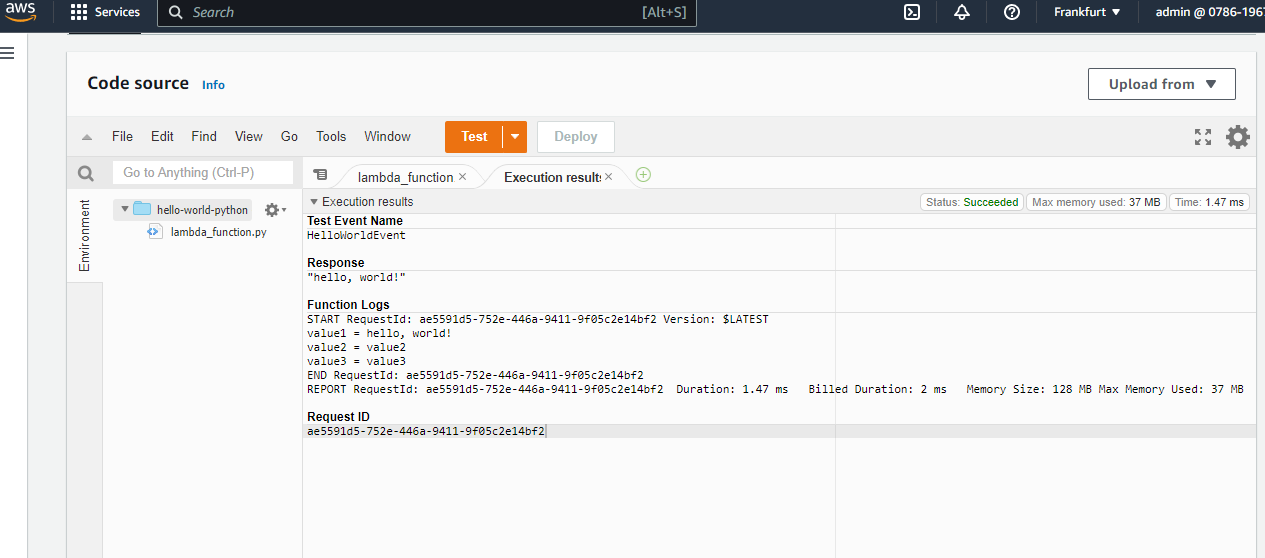 aws
Services
Search
[Alt+S]
Frankfurt
admin @ 0786-1967
Code source
Info
Upload from
File Edit Find View Go Tools Window
Test
Deploy
Go to Anything (Ctrl-P)
lambda_function
Execution results
Environment
hello-world-python
lambda_function.py
Execution results
Status: Succeeded
Max memory used: 37 MB
Time: 1.47 ms
Test Event Name
HelloWorldEvent
Response
"hello, world!"
Function Logs
START RequestId: ae5591d5-752e-446a-9411-9f05c2e14bf2 Version: $LATEST
value1 = hello, world!
value2 = value2
value3 = value3
END RequestId: ae5591d5-752e-446a-9411-9f05c2e14bf2
REPORT RequestId: ae5591d5-752e-446a-9411-9f05c2e14bf2 Duration: 1.47 ms Billed Duration: 2 ms Memory Size: 128 MB Max Memory Used: 37 MB
Request ID
ae5591d5-752e-446a-9411-9f05c2e14bf2